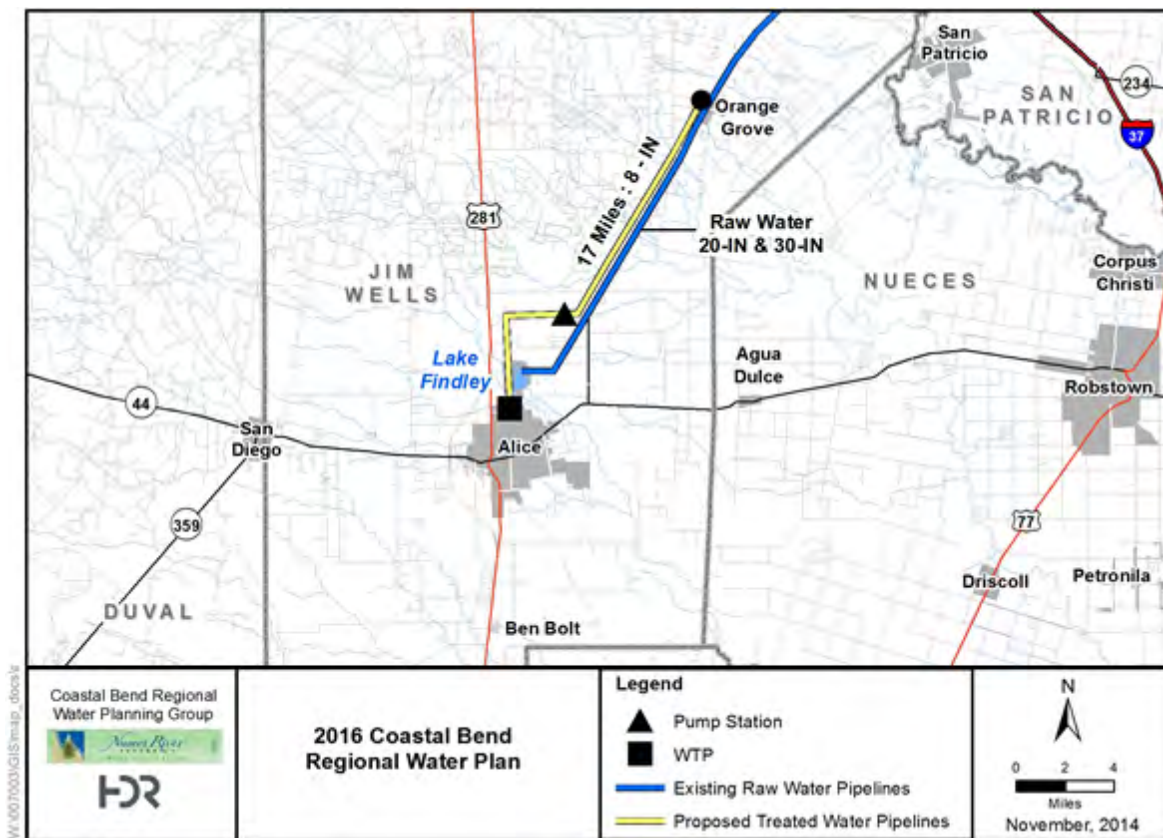 San
Patricio
234
SAN
PATRICIO
37
Orange
Grove
17 Miles : 8 - IN
281
Raw Water
20-IN & 30-IN
JIM
WELLS
NUECES
Corpus
Christi
Lake
Findley
Agua
Dulce
Robstown
44
San
Diego
Alice
359
77
Driscoll
Petronila
DUVAL
Ben Bolt
Coastal Bend Regional
Water Planning Group
Nueces River
HDR
2016 Coastal Bend
Regional Water Plan
Legend
Pump Station
WTP
Existing Raw Water Pipelines
Proposed Treated Water Pipelines
N
0 2 4
Miles
November, 2014